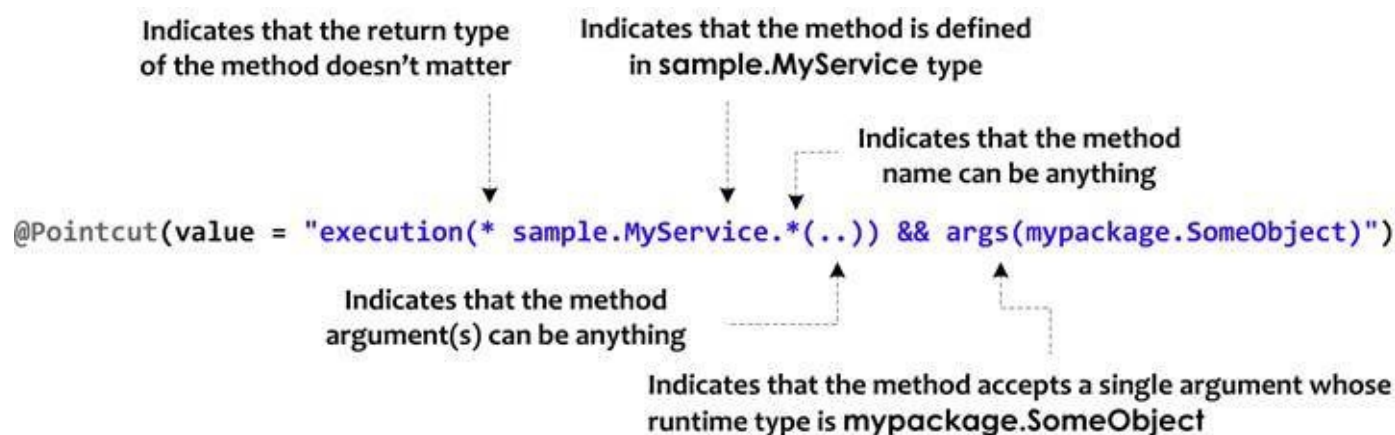 Indicates that the return type
of the method doesn't matter
Indicates that the method is defined
in sample.MyService type
Indicates that the method
name can be anything
@Pointcut(value = "execution(* sample.MyService.*(..)) && args(mypackage.SomeObject)")
Indicates that the method
argument(s) can be anything
Indicates that the method accepts a single argument whose
runtime type is mypackage.SomeObject